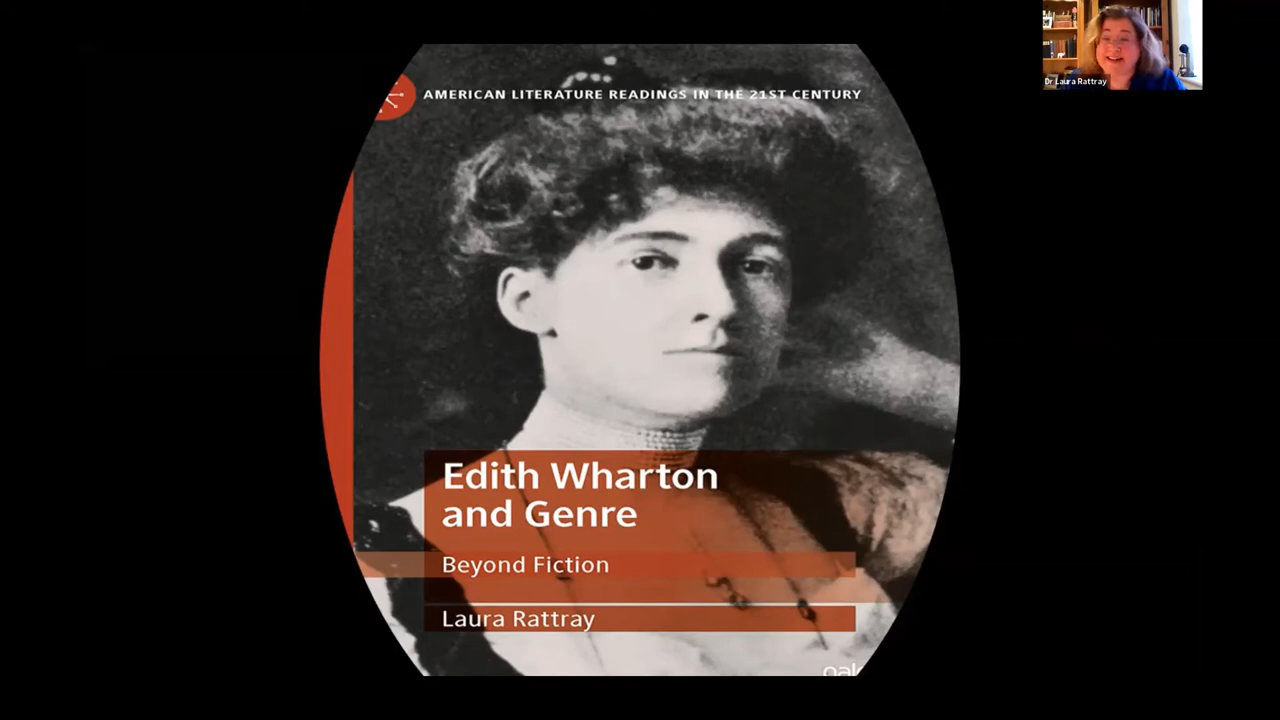 AMERICAN LITERATURE READINGS IN THE 21ST CENTURY
Dr Laura Rattray
Edith Wharton
and Genre
Beyond Fiction
Laura Rattray